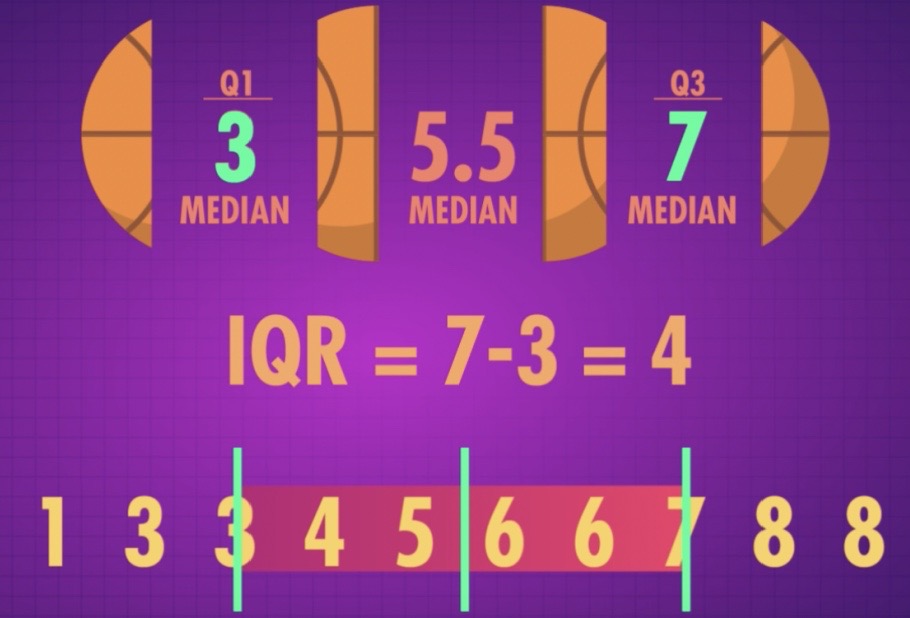 Q1
3
MEDIAN
5.5
MEDIAN
Q3
7
MEDIAN
IQR = 7-3 = 4
1 3 3 4 5 6 6 7 8 8